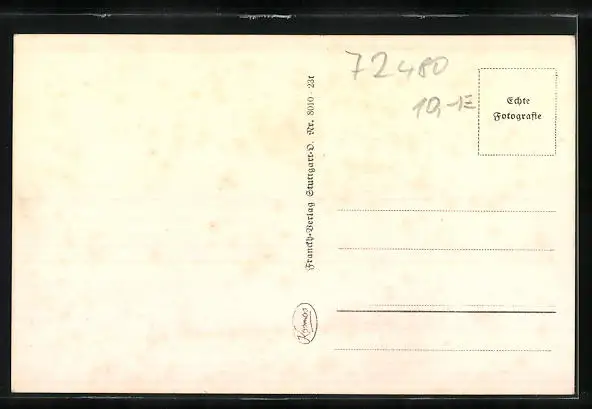 72480
10,-E
Echte
Fotografie
Franckh-Verlag Stuttgart-O. Nr. 8010 · 23t
Kosmos